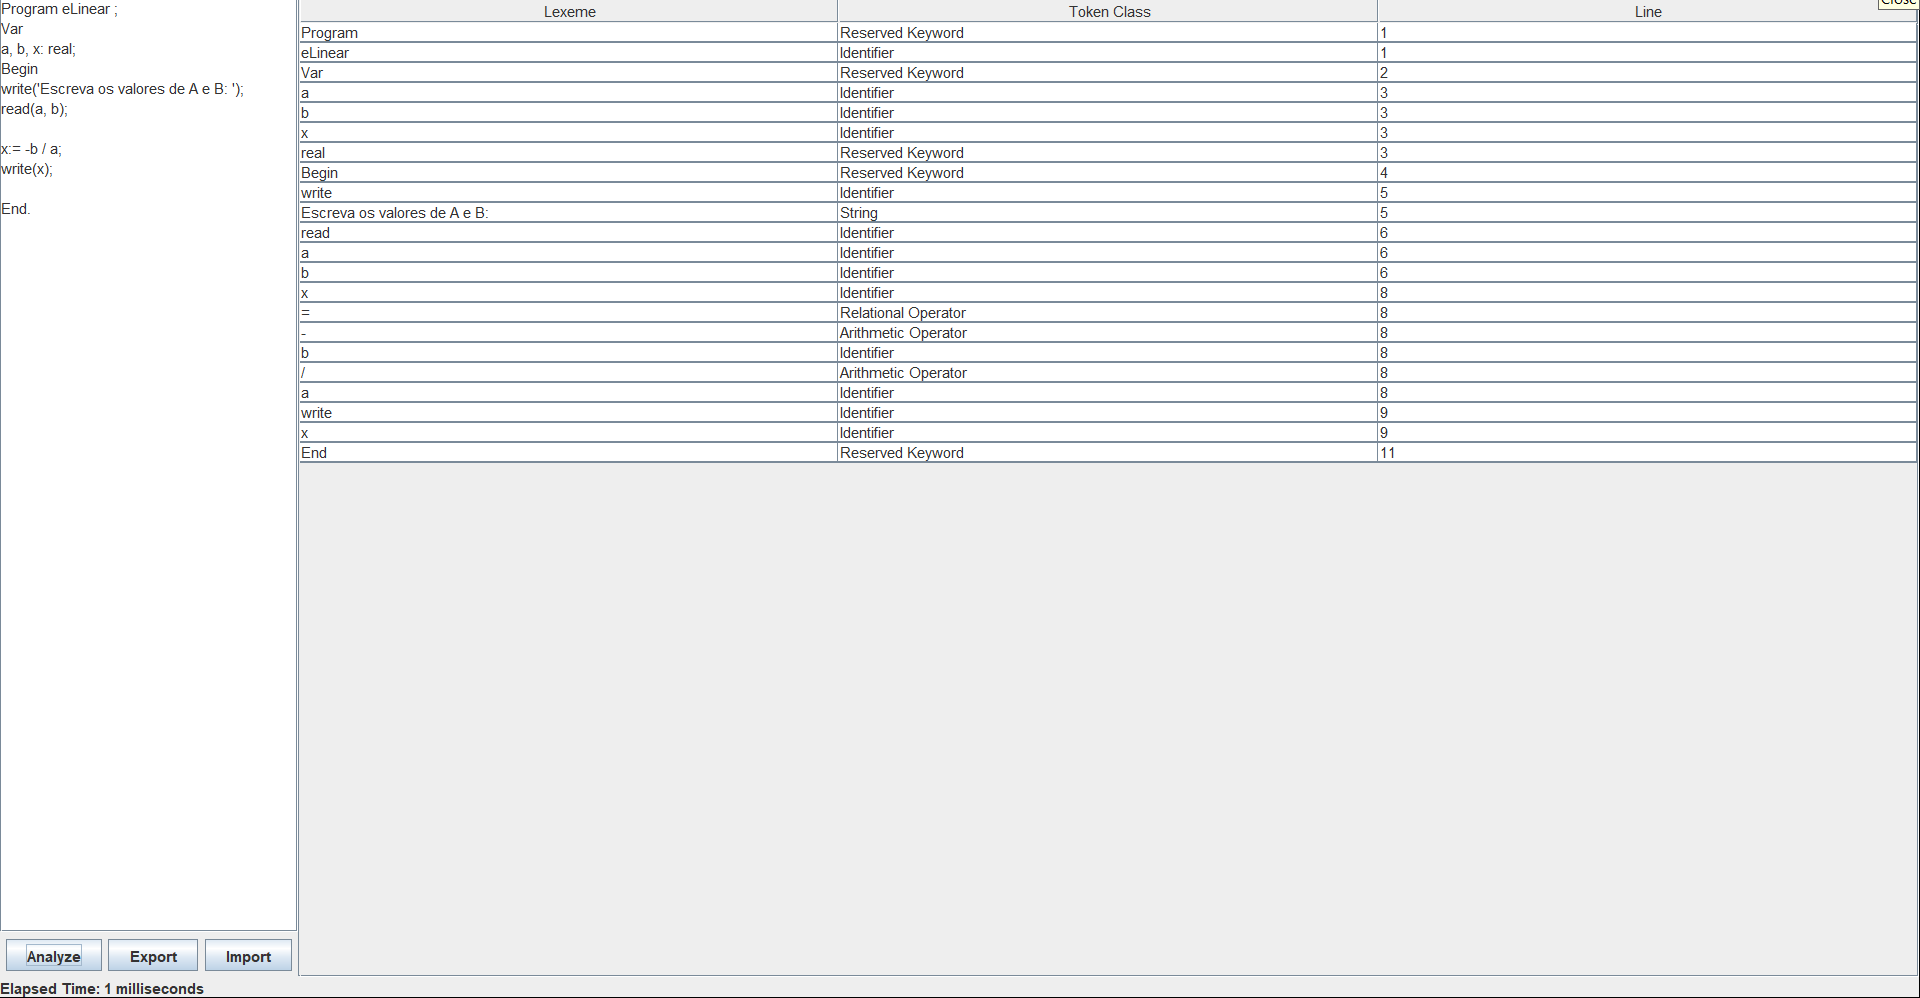 Program eLinear ;
Var
a, b, x: real;
Begin
write('Escreva os valores de A e B: ');
read(a, b);
x:= -b / a;
write(x);
End.
Lexeme Token Class Line
Program Reserved Keyword 1
eLinear Identifier 1
Var Reserved Keyword 2
a Identifier 3
b Identifier 3
x Identifier 3
real Reserved Keyword 3
Begin Reserved Keyword 4
write Identifier 5
Escreva os valores de A e B: String 5
read Identifier 6
a Identifier 6
b Identifier 6
x Identifier 8
= Relational Operator 8
- Arithmetic Operator 8
b Identifier 8
/ Arithmetic Operator 8
a Identifier 8
write Identifier 9
x Identifier 9
End Reserved Keyword 11
Close
Analyze Export Import
Elapsed Time: 1 milliseconds